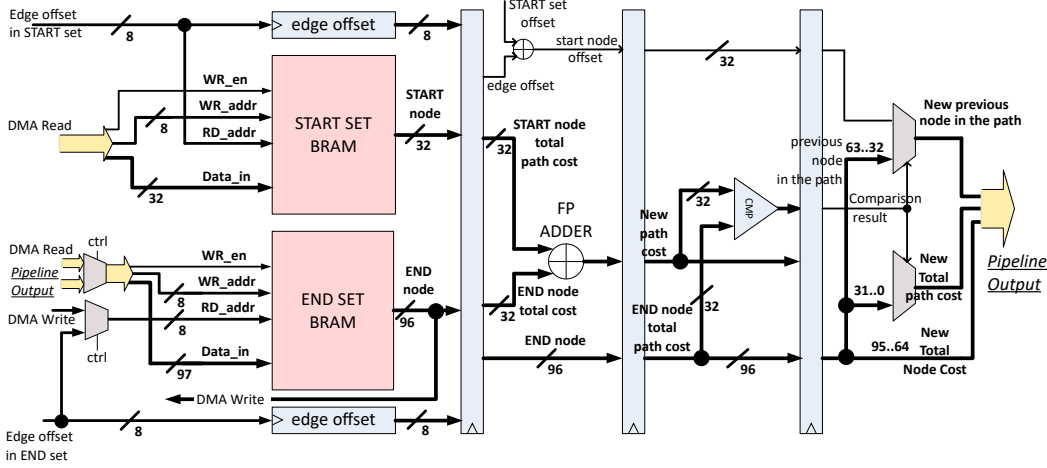 Edge offset
in START set
8
edge offset
8
START set
offset
start node
offset
32
edge offset
WR_en
WR_addr
8
RD_addr
Data_in
32
DMA Read
START SET
BRAM
START
node
32
START node
total
path cost
32
FP
ADDER
New
path
cost
32
CMP
previous
node
in the path
63..32
New previous
node in the path
Comparison
result
DMA Read
ctrl
Pipeline
Output
DMA Write
ctrl
WR_en
WR_addr
8
RD_addr
8
Data_in
97
END SET
BRAM
END
node
96
DMA Write
END node
total cost
32
END node
96
END node
total
path cost
32
96
31..0
New
Total
path cost
95..64
New
Total
Node Cost
Pipeline
Output
Edge offset
in END set
8
edge offset
8